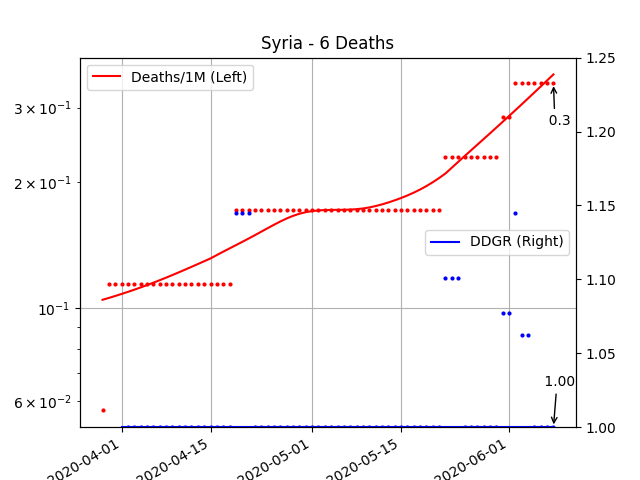 Syria - 6 Deaths
Deaths/1M (Left)
DDGR (Right)
3 × 10⁻¹
2 × 10⁻¹
10⁻¹
6 × 10⁻²
1.25
1.20
1.15
1.10
1.05
1.00
0.3
1.00
2020-04-01
2020-04-15
2020-05-01
2020-05-15
2020-06-01